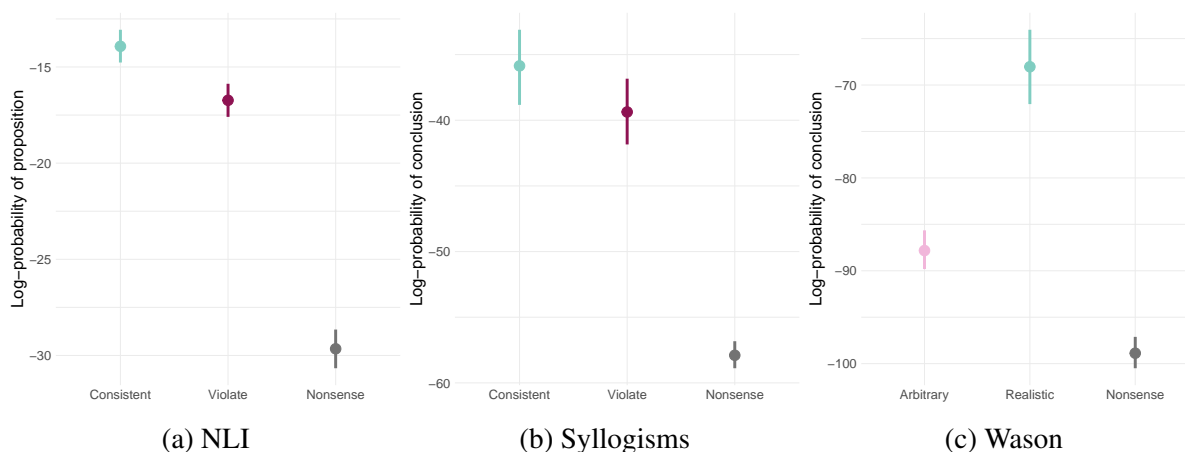 Log−probability of proposition
−15
−20
−25
−30
Consistent Violate Nonsense
(a) NLI
Log−probability of conclusion
−40
−50
−60
Consistent Violate Nonsense
(b) Syllogisms
Log−probability of conclusion
−70
−80
−90
−100
Arbitrary Realistic Nonsense
(c) Wason